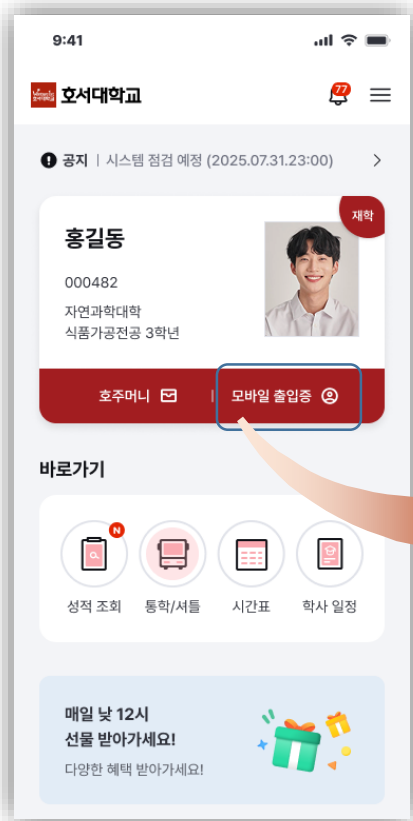 9:41
호서대학교
77
공지 | 시스템 점검 예정 (2025.07.31.23:00)
재학
홍길동
000482
자연과학대학
식품가공전공 3학년
호주머니 | 모바일 출입증
바로가기
N
성적 조회 통학/셔틀 시간표 학사 일정
매일 낮 12시
선물 받아가세요!
다양한 혜택 받아가세요!